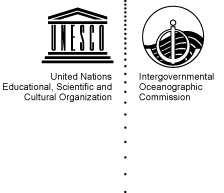 UNESCO
United Nations
Educational, Scientific and
Cultural Organization
Intergovernmental
Oceanographic
Commission